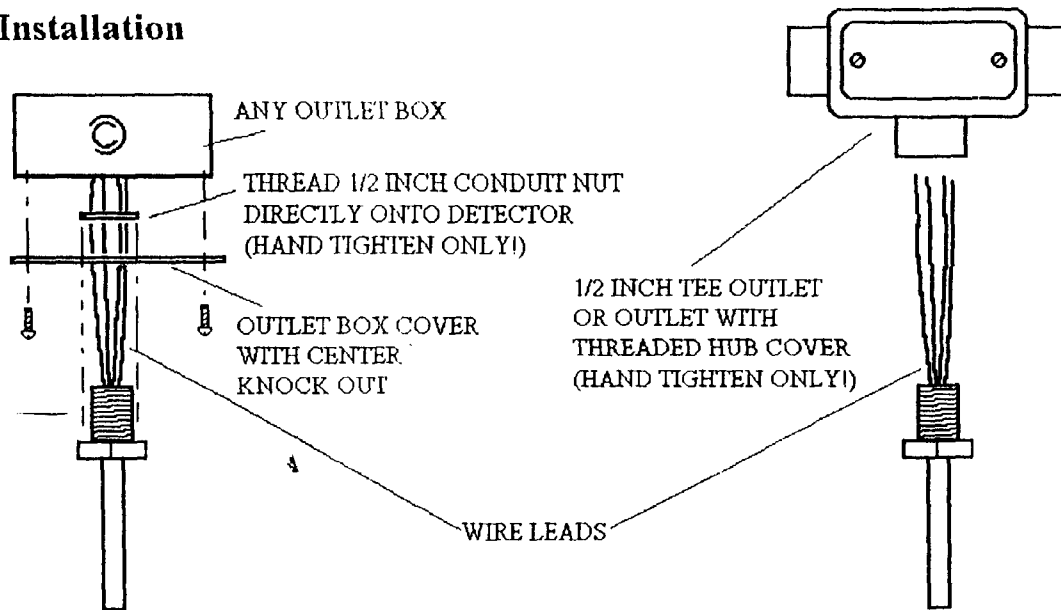 Installation
ANY OUTLET BOX
THREAD 1/2 INCH CONDUIT NUT
DIRECTLY ONTO DETECTOR
(HAND TIGHTEN ONLY!)
OUTLET BOX COVER
WITH CENTER
KNOCK OUT
1/2 INCH TEE OUTLET
OR OUTLET WITH
THREADED HUB COVER
(HAND TIGHTEN ONLY!)
WIRE LEADS